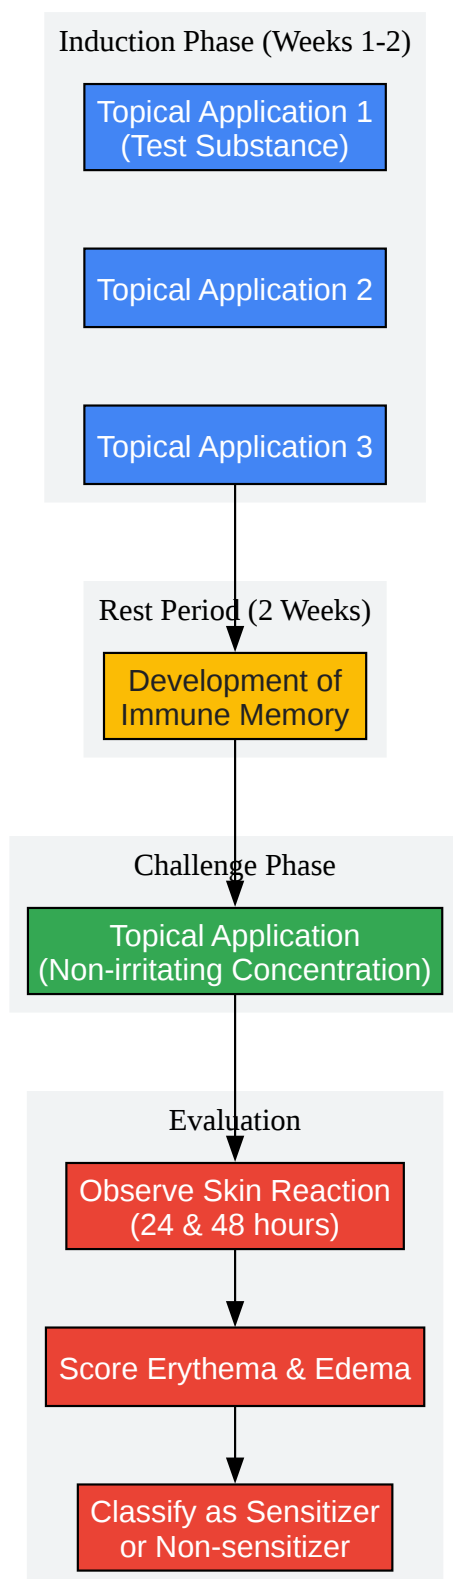 Induction Phase (Weeks 1-2)
Topical Application 1
(Test Substance)
Topical Application 2
Topical Application 3
Rest Period (2 Weeks)
Development of
Immune Memory
Challenge Phase
Topical Application
(Non-irritating Concentration)
Evaluation
Observe Skin Reaction
(24 & 48 hours)
Score Erythema & Edema
Classify as Sensitizer
or Non-sensitizer